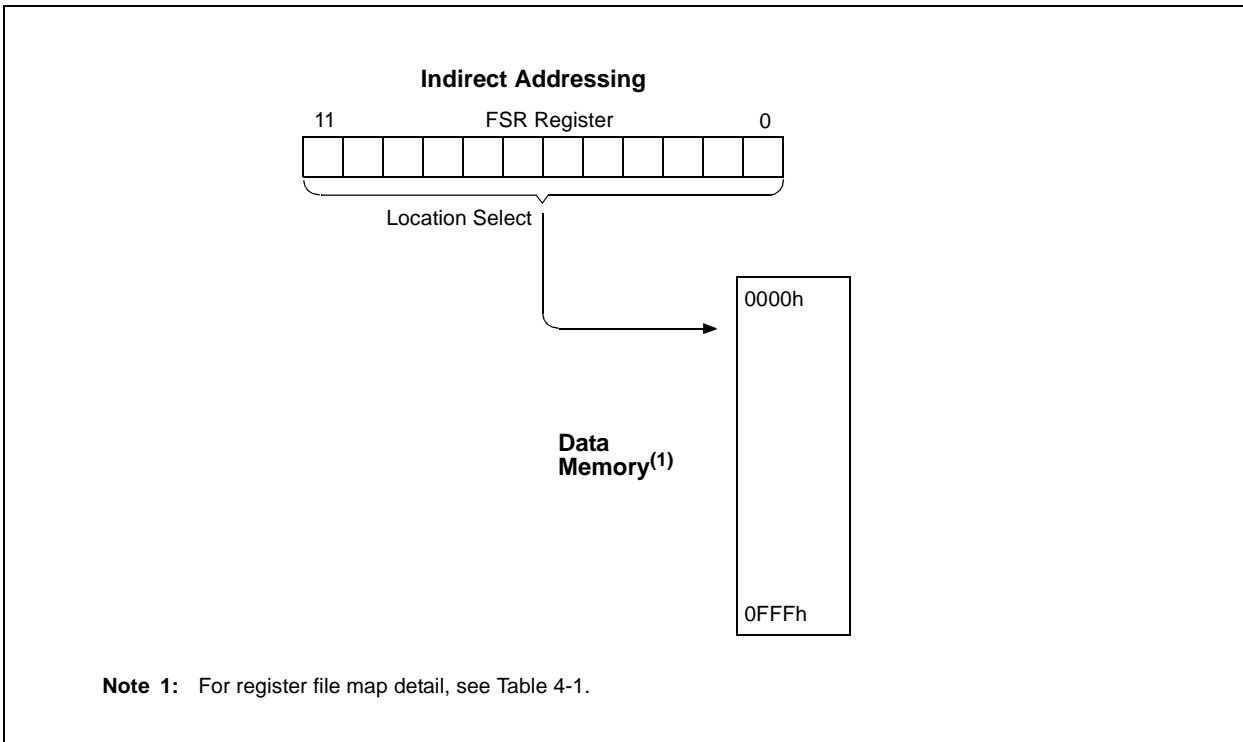 Indirect Addressing
11 FSR Register 0
Location Select
0000h
Data
Memory(1)
0FFFh
Note 1: For register file map detail, see Table 4-1.